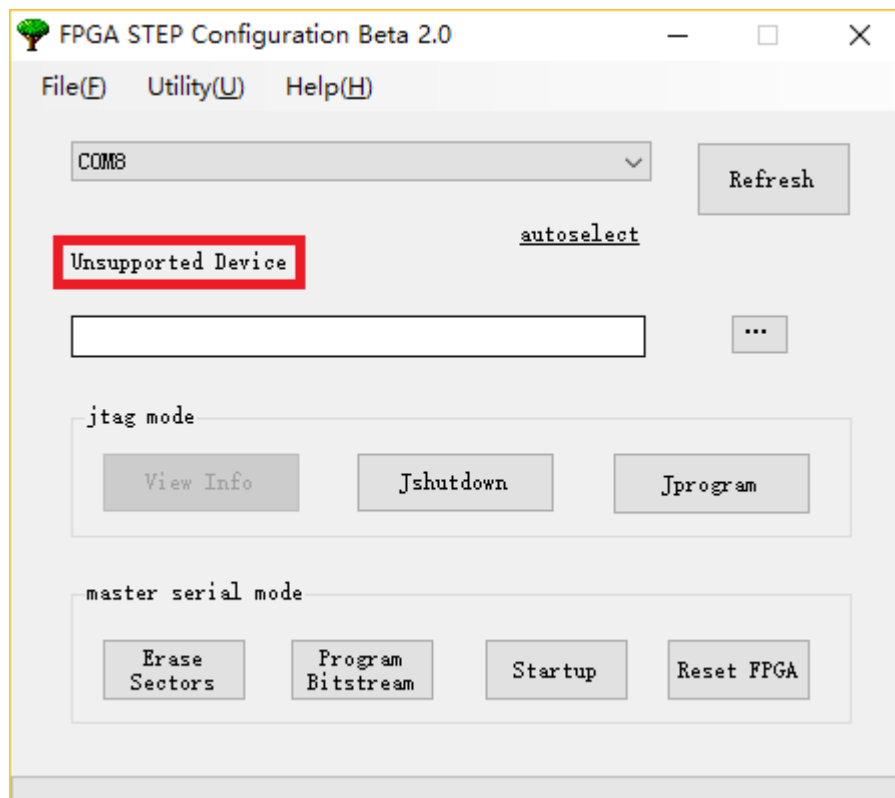 FPGA STEP Configuration Beta 2.0
File(F) Utility(U) Help(H)
COM8
Refresh
autoselect
Unsupported Device
...
jtag mode
View Info
Jshutdown
Jprogram
master serial mode
Erase
Sectors
Program
Bitstream
Startup
Reset FPGA